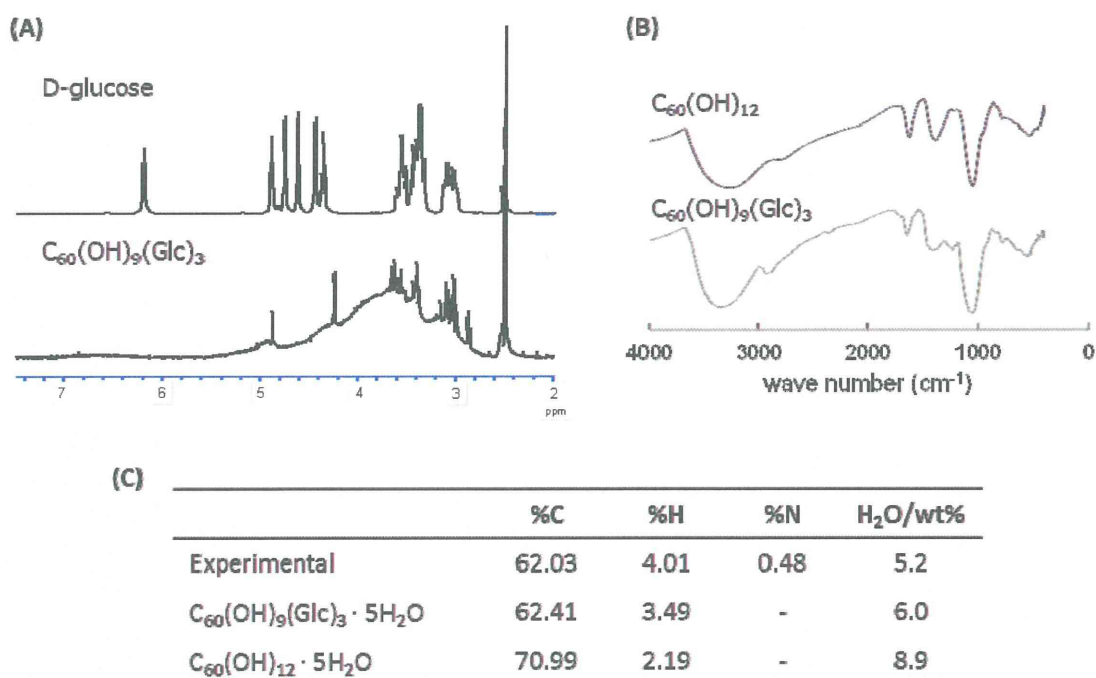 (A)
D-glucose
C₆₀(OH)₉(Glc)₃
7 6 5 4 3 2
ppm
(B)
C₆₀(OH)₁₂
C₆₀(OH)₉(Glc)₃
4000 3000 2000 1000 0
wave number (cm⁻¹)
(C)
%C %H %N H₂O/wt%
Experimental 62.03 4.01 0.48 5.2
C₆₀(OH)₉(Glc)₃ · 5H₂O 62.41 3.49 - 6.0
C₆₀(OH)₁₂ · 5H₂O 70.99 2.19 - 8.9